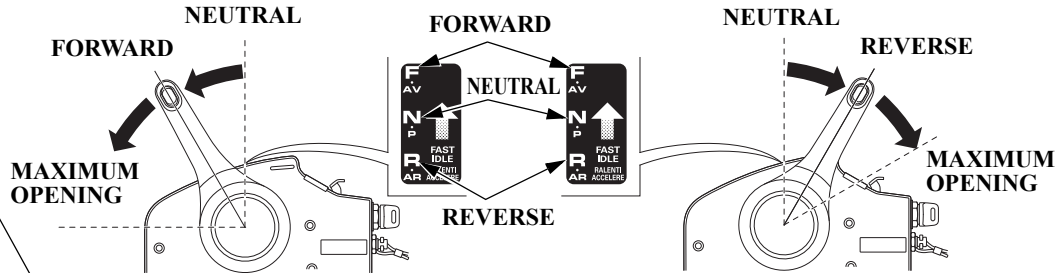 NEUTRAL
FORWARD
MAXIMUM
OPENING
FORWARD
NEUTRAL
REVERSE
F
AV
N
P
R
AR
FAST
IDLE
ACCELERE
F
AV
N
P
R
AR
FAST
IDLE
RALENTI
ACCELERE
NEUTRAL
REVERSE
MAXIMUM
OPENING